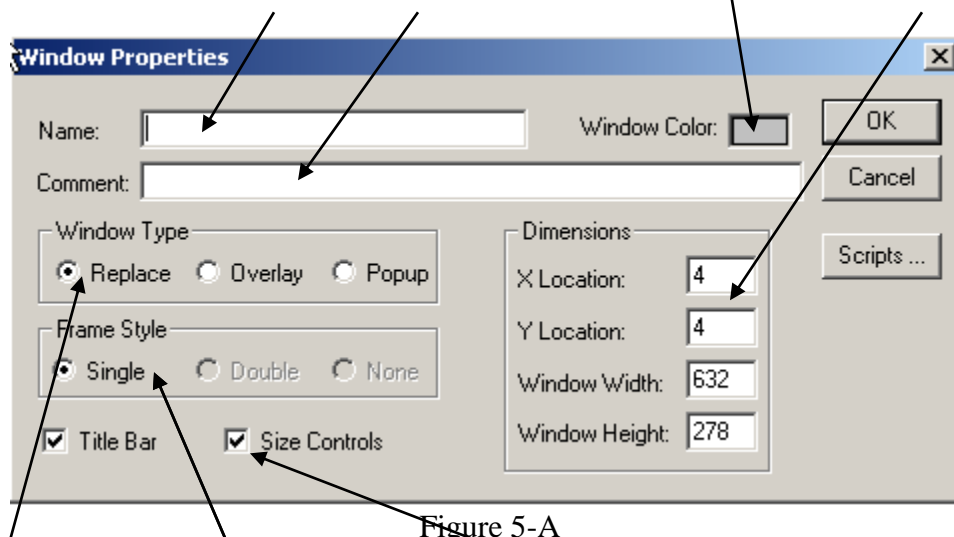 Window Properties
Name: Window Color: OK
Comment: Cancel
Window Type Dimensions
Replace Overlay Popup X Location: 4 Scripts ...
Frame Style Y Location: 4
Single Double None Window Width: 632
Title Bar Size Controls Window Height: 278
Figure 5-A